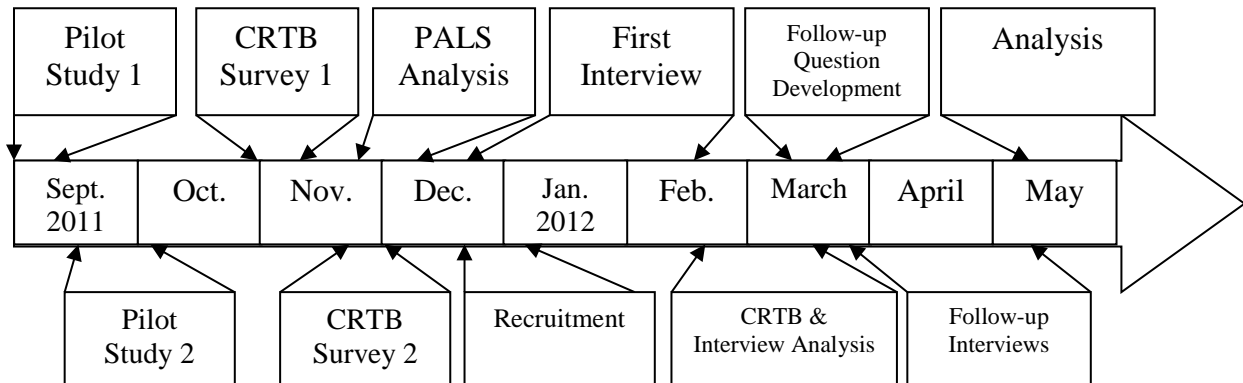 Pilot
Study 1
CRTB
Survey 1
PALS
Analysis
First
Interview
Follow-up
Question
Development
Analysis
Sept.
2011
Oct.
Nov.
Dec.
Jan.
2012
Feb.
March
April
May
Pilot
Study 2
CRTB
Survey 2
Recruitment
CRTB &
Interview Analysis
Follow-up
Interviews